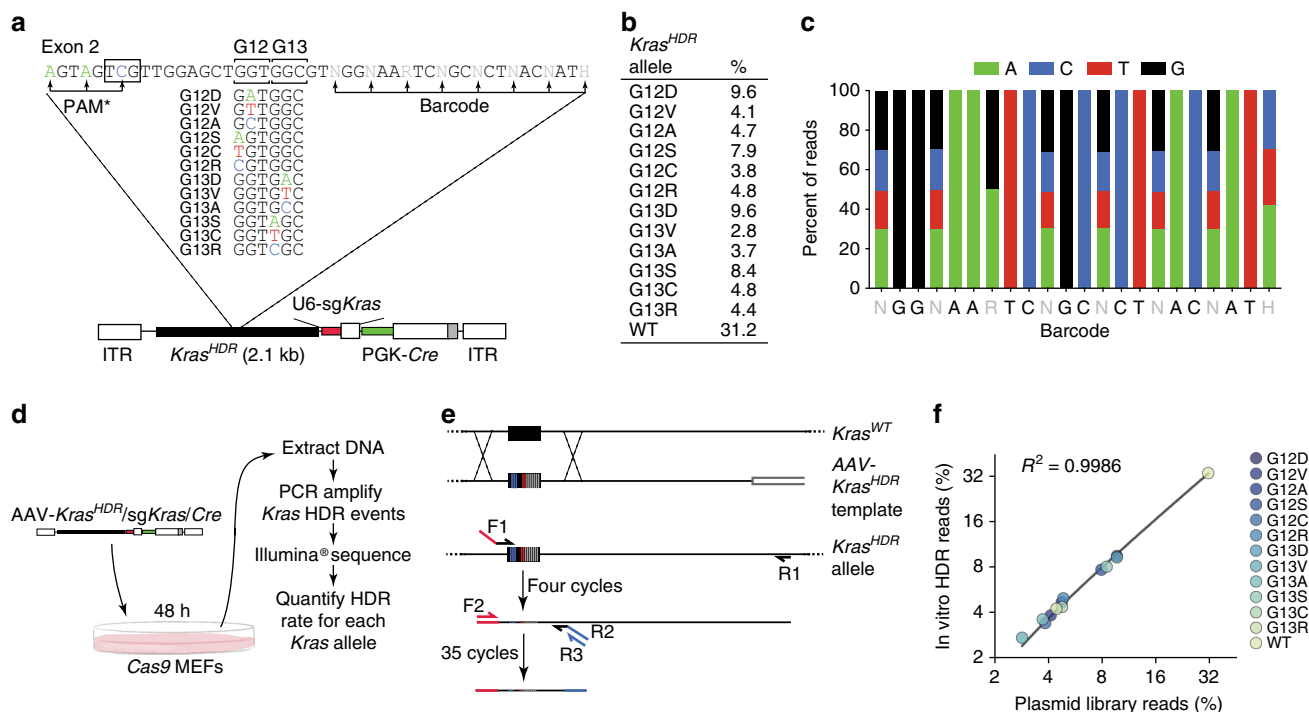 a
Exon 2
G12 G13
AGTAGTCGTTGGAGCTGGTGGCGTNGGNAARTCNGCNCTNACNATH
PAM*
Barcode
G12D GATGGC
G12V GTTGGC
G12A GCTGGC
G12S AGTGGC
G12C TGTGGC
G12R CGTGGC
G13D GGTGAC
G13V GGTGTC
G13A GGTGCC
G13S GGTAGC
G13C GGTTGC
G13R GGTCGC
U6-sgKras
ITR
Kras^HDR (2.1 kb)
PGK-Cre
ITR
b
Kras^HDR
allele %
G12D 9.6
G12V 4.1
G12A 4.7
G12S 7.9
G12C 3.8
G12R 4.8
G13D 9.6
G13V 2.8
G13A 3.7
G13S 8.4
G13C 4.8
G13R 4.4
WT 31.2
c
A C T G
Percent of reads
100
80
60
40
20
0
N G G N A A R T C N G C N C T N A C N A T H
Barcode
d
AAV-Kras^HDR/sgKras/Cre
48 h
Cas9 MEFs
Extract DNA
PCR amplify
Kras HDR events
Illumina® sequence
Quantify HDR
rate for each
Kras allele
e
Kras^WT
AAV-
Kras^HDR
template
F1
Kras^HDR
allele
R1
Four cycles
F2
R2
R3
35 cycles
f
R² = 0.9986
In vitro HDR reads (%)
32
16
8
4
2
2 4 8 16 32
Plasmid library reads (%)
G12D
G12V
G12A
G12S
G12C
G12R
G13D
G13V
G13A
G13S
G13C
G13R
WT